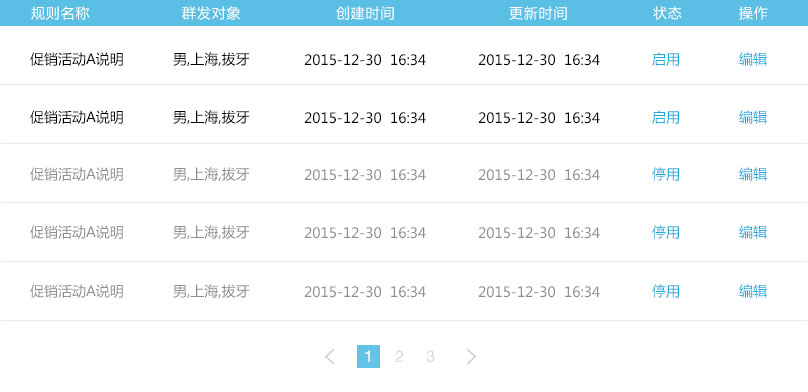 规则名称 群发对象 创建时间 更新时间 状态 操作
促销活动A说明 男,上海,拔牙 2015-12-30 16:34 2015-12-30 16:34 启用 编辑
促销活动A说明 男,上海,拔牙 2015-12-30 16:34 2015-12-30 16:34 启用 编辑
促销活动A说明 男,上海,拔牙 2015-12-30 16:34 2015-12-30 16:34 停用 编辑
促销活动A说明 男,上海,拔牙 2015-12-30 16:34 2015-12-30 16:34 停用 编辑
促销活动A说明 男,上海,拔牙 2015-12-30 16:34 2015-12-30 16:34 停用 编辑
1 2 3